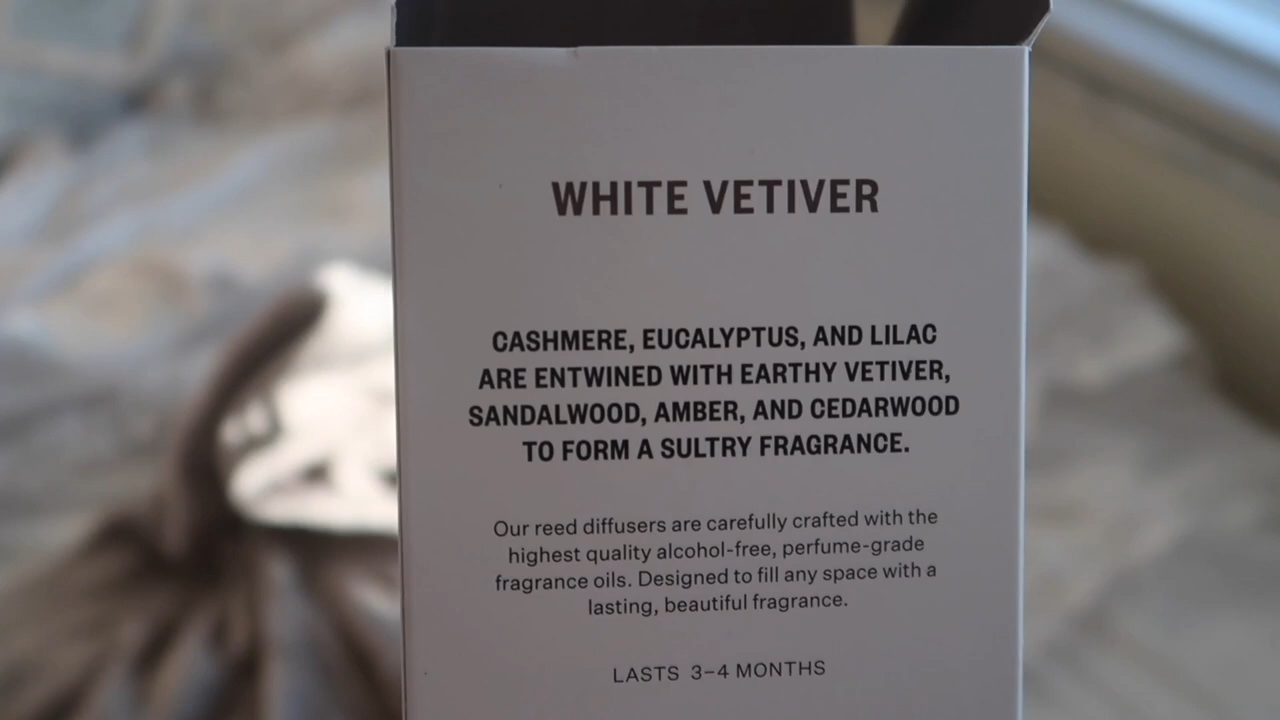 WHITE VETIVER
CASHMERE, EUCALYPTUS, AND LILAC
ARE ENTWINED WITH EARTHY VETIVER,
SANDALWOOD, AMBER, AND CEDARWOOD
TO FORM A SULTRY FRAGRANCE.
Our reed diffusers are carefully crafted with the
highest quality alcohol-free, perfume-grade
fragrance oils. Designed to fill any space with a
lasting, beautiful fragrance.
LASTS 3–4 MONTHS